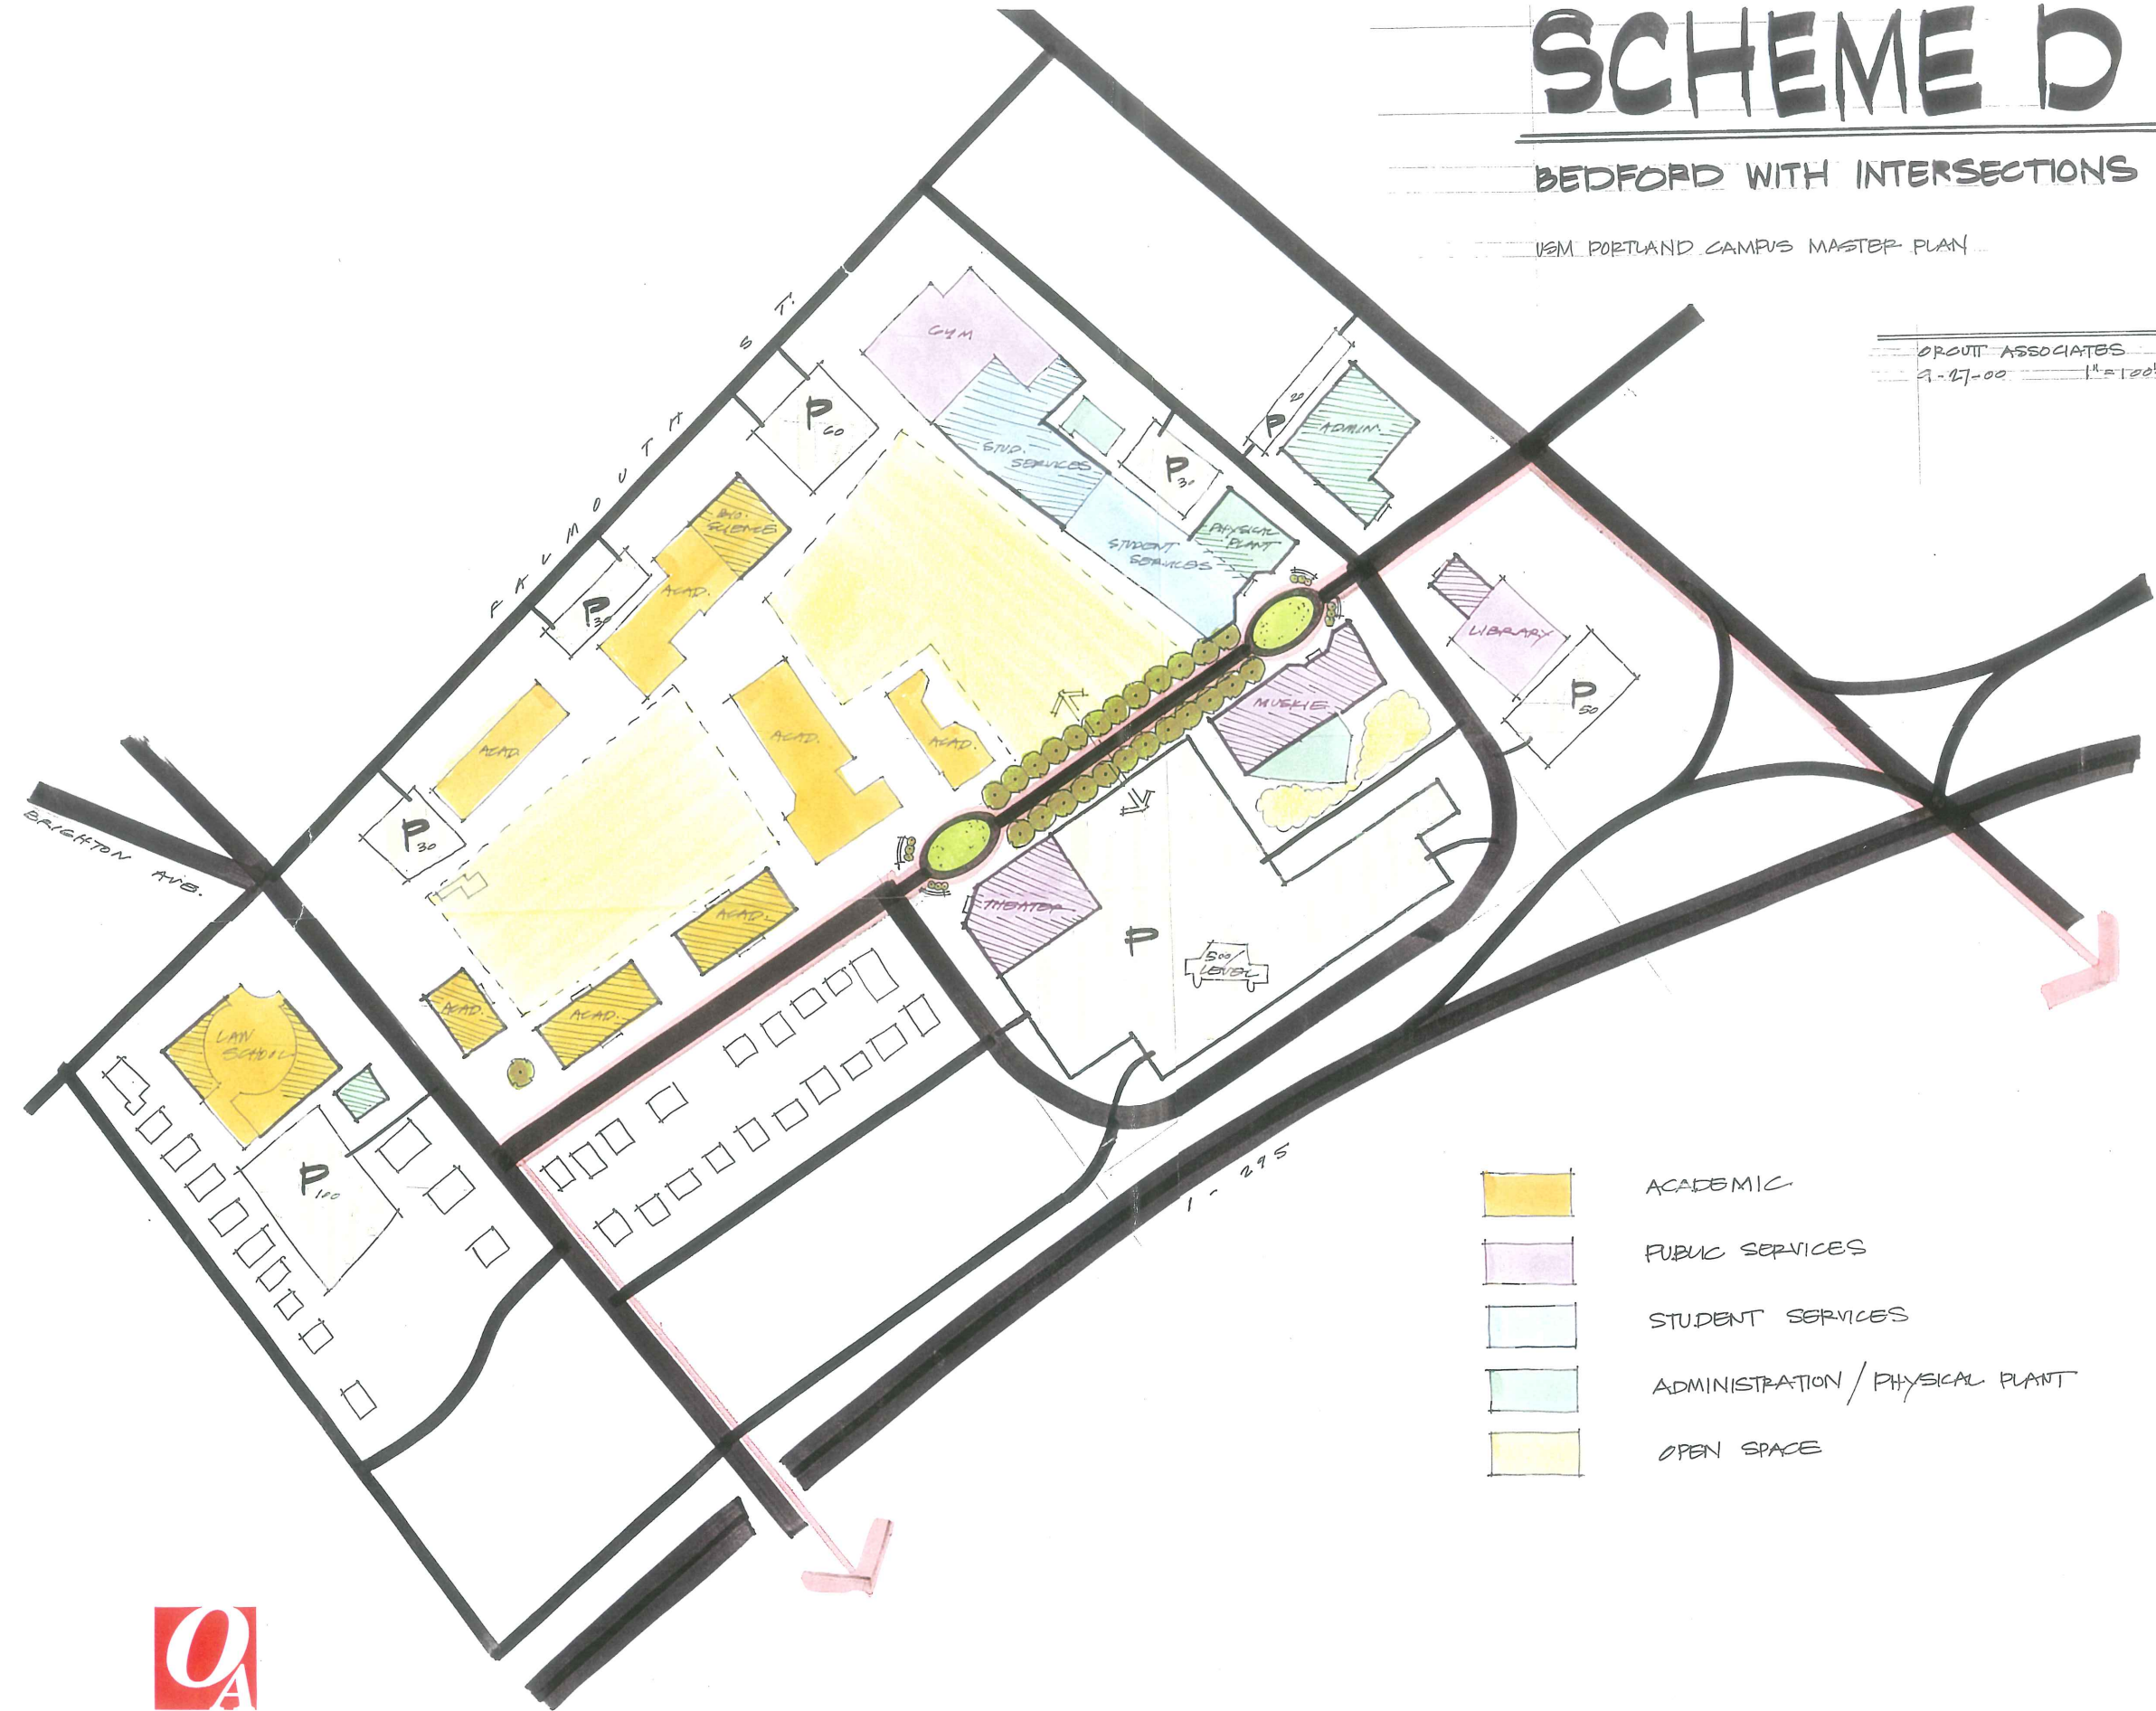 SCHEME D
BEDFORD WITH INTERSECTIONS
USM PORTLAND CAMPUS MASTER PLAN
ORCUTT ASSOCIATES
9-27-00 1"=100'
FALMOUTH ST.
GYM
P 60
STUD. SERVICES
P 30
P 20
ADMIN.
BIO. SCIENCE
PHYSICAL PLANT
STUDENT SERVICES
P 30
ACAD.
LIBRARY
P 50
ACAD.
ACAD.
ACAD.
MUSKIE
P 30
BRIGHTON AVE.
ACAD.
THEATER
P
500/ LEVEL
ACAD.
ACAD.
LAW SCHOOL
P 100
I-295
ACADEMIC
PUBLIC SERVICES
STUDENT SERVICES
ADMINISTRATION / PHYSICAL PLANT
OPEN SPACE
OA